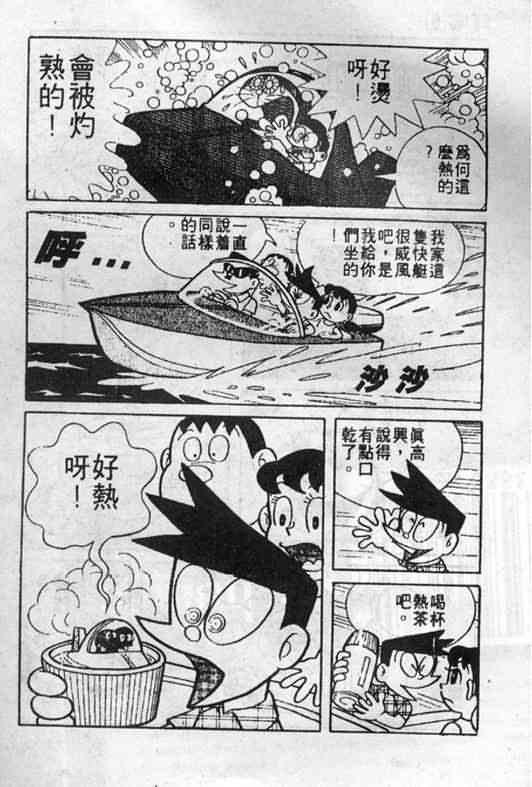 為何這
麼熱的
?
好燙
呀!
會被灼
熟的!
我家這
隻快艇
很威風
吧,是
我給你
們坐的
!
一直
說着
同樣
的話
。
呼...
沙沙
真高
興,
說得
有點口
乾了。
喝杯
熱茶
吧。
好熱
呀!